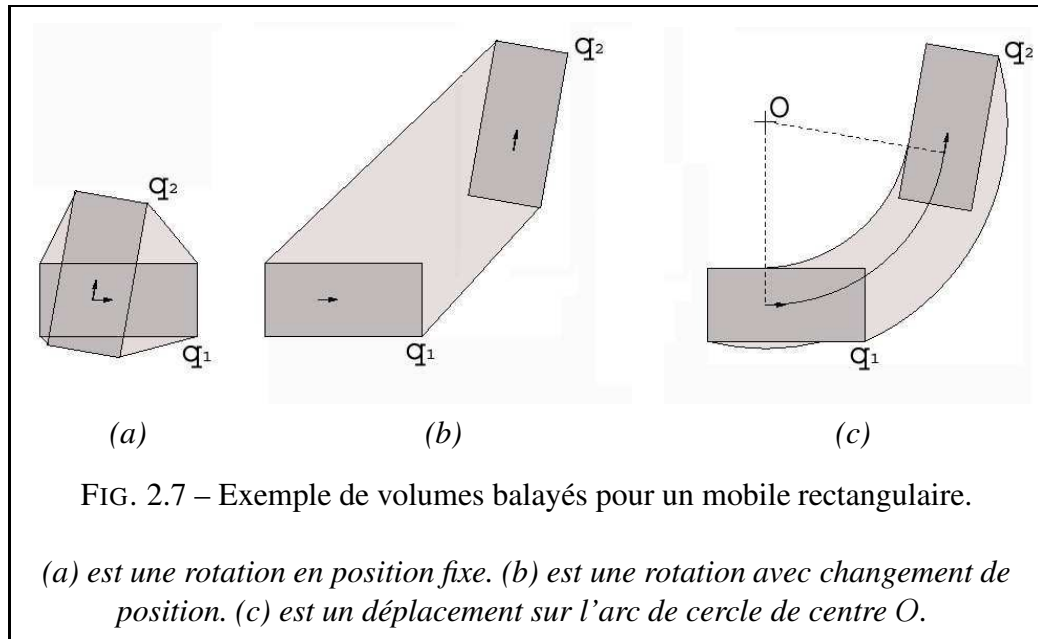 q₂
q₁
q₂
q₁
O
q₂
q₁
(a)
(b)
(c)
FIG. 2.7 – Exemple de volumes balayés pour un mobile rectangulaire.
(a) est une rotation en position fixe. (b) est une rotation avec changement de
position. (c) est un déplacement sur l'arc de cercle de centre O.